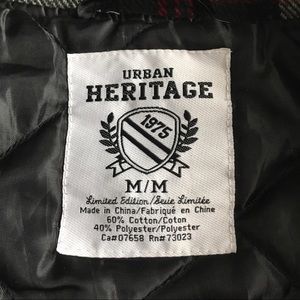 URBAN
HERITAGE
1975
M/M
Limited Edition/Serie Limitée
Made in China/Fabriqué en Chine
60% Cotton/Coton
40% Polyester/Polyester
Ca#07658 Rn#73023